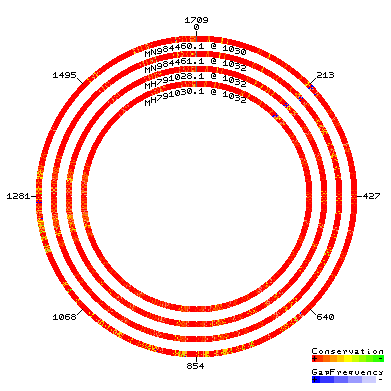 1709
0
MN984460.1 @ 1030
MN984461.1 @ 1032
MH791028.1 @ 1032
MH791030.1 @ 1032
1495
213
1281
427
1068
640
854
Conservation
+ -
GapFrequency
+ -